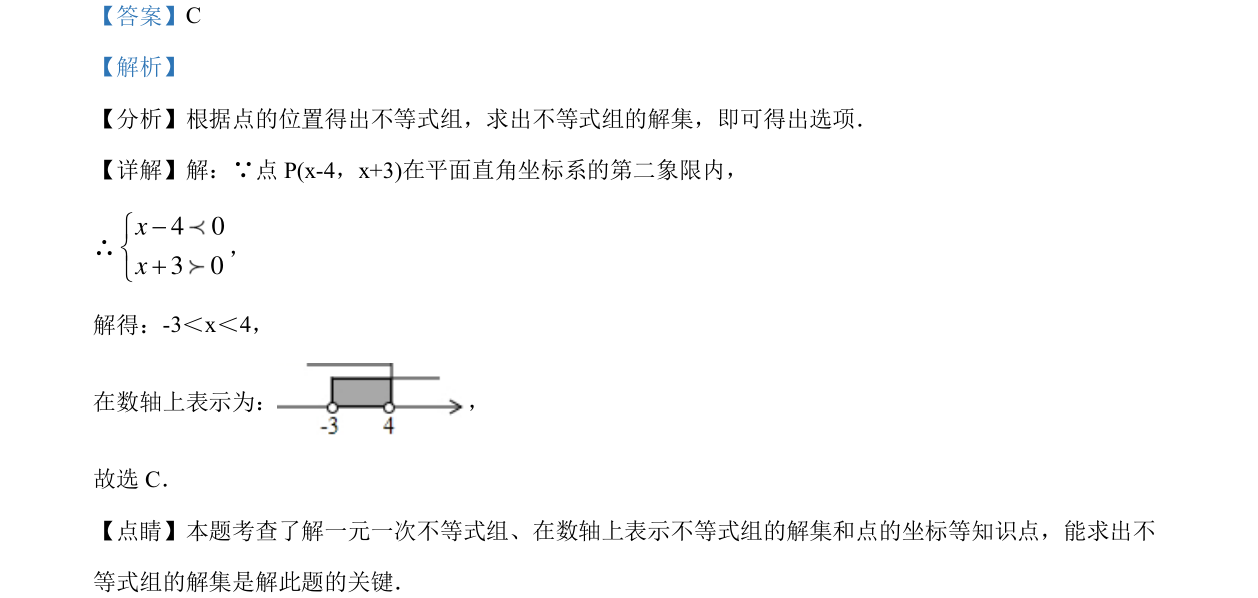 【答案】C
【解析】
【分析】根据点的位置得出不等式组，求出不等式组的解集，即可得出选项．
【详解】解：∵点 P(x-4，x+3)在平面直角坐标系的第二象限内，
∴{x－4≺0
x+3≻0，
解得：-3＜x＜4，
在数轴上表示为：-3 4，
故选 C．
【点睛】本题考查了解一元一次不等式组、在数轴上表示不等式组的解集和点的坐标等知识点，能求出不
等式组的解集是解此题的关键．